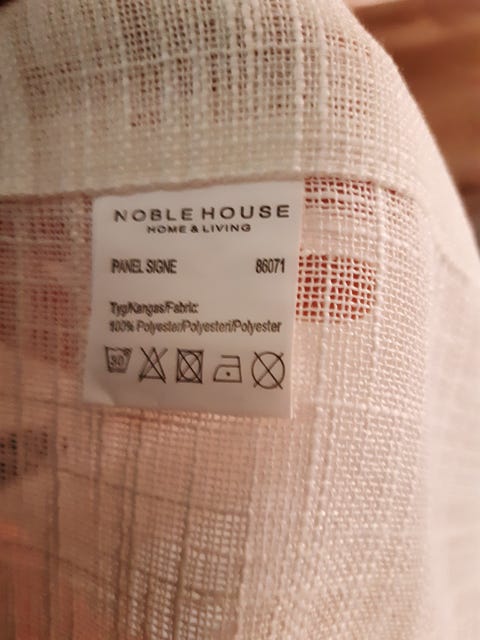 NOBLE HOUSE
HOME & LIVING
PANEL SIGNE 86071
Tyg/Kangas/Fabric:
100% Polyester/Polyesteri/Polyester
30